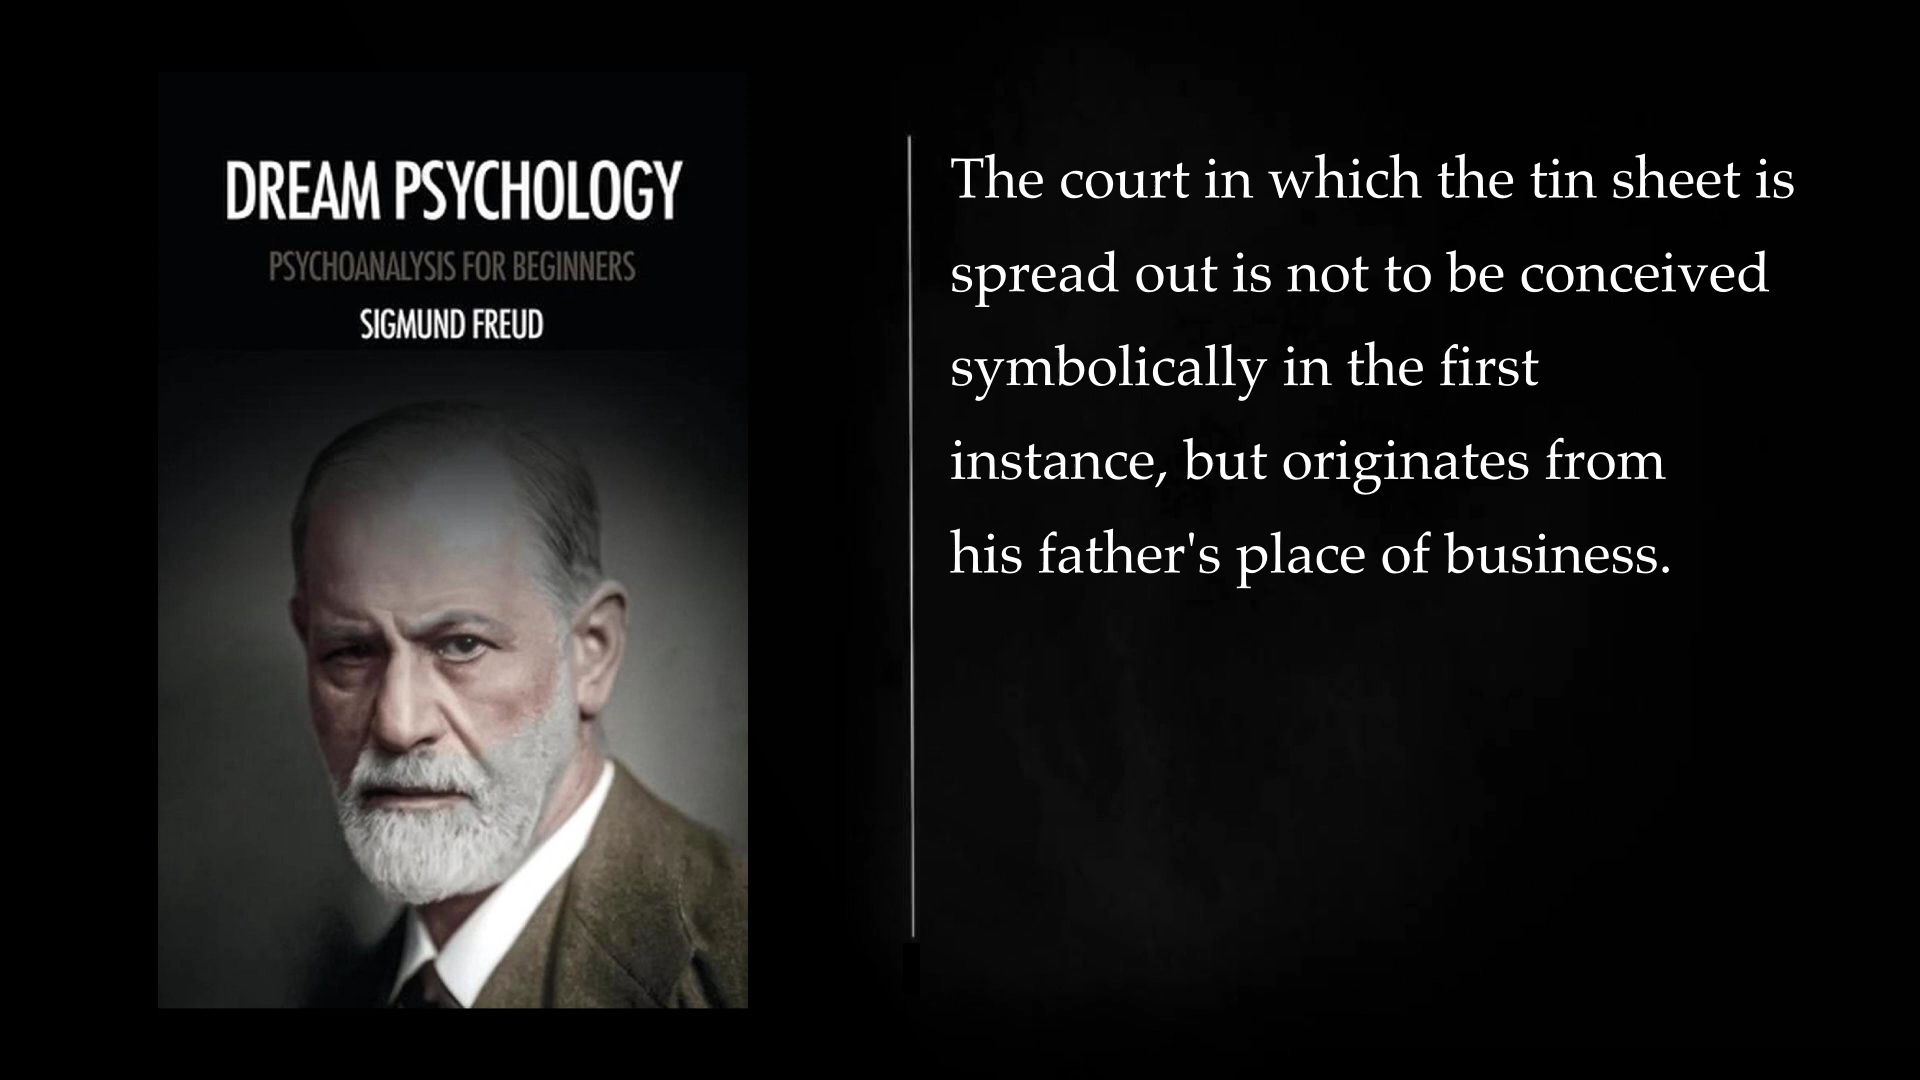 DREAM PSYCHOLOGY
PSYCHOANALYSIS FOR BEGINNERS
SIGMUND FREUD
The court in which the tin sheet is
spread out is not to be conceived
symbolically in the first
instance, but originates from
his father's place of business.